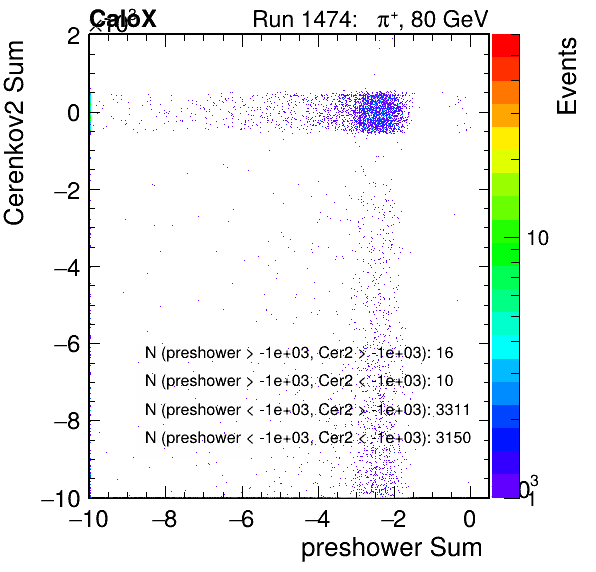 CaloX ×10³ Run 1474: π⁺, 80 GeV
Cerenkov2 Sum
Events
2
0
−2
−4
−6
−8
−10
10
1
N (preshower > -1e+03, Cer2 > -1e+03): 16
N (preshower > -1e+03, Cer2 < -1e+03): 10
N (preshower < -1e+03, Cer2 > -1e+03): 3311
N (preshower < -1e+03, Cer2 < -1e+03): 3150
−10 −8 −6 −4 −2 0
preshower Sum